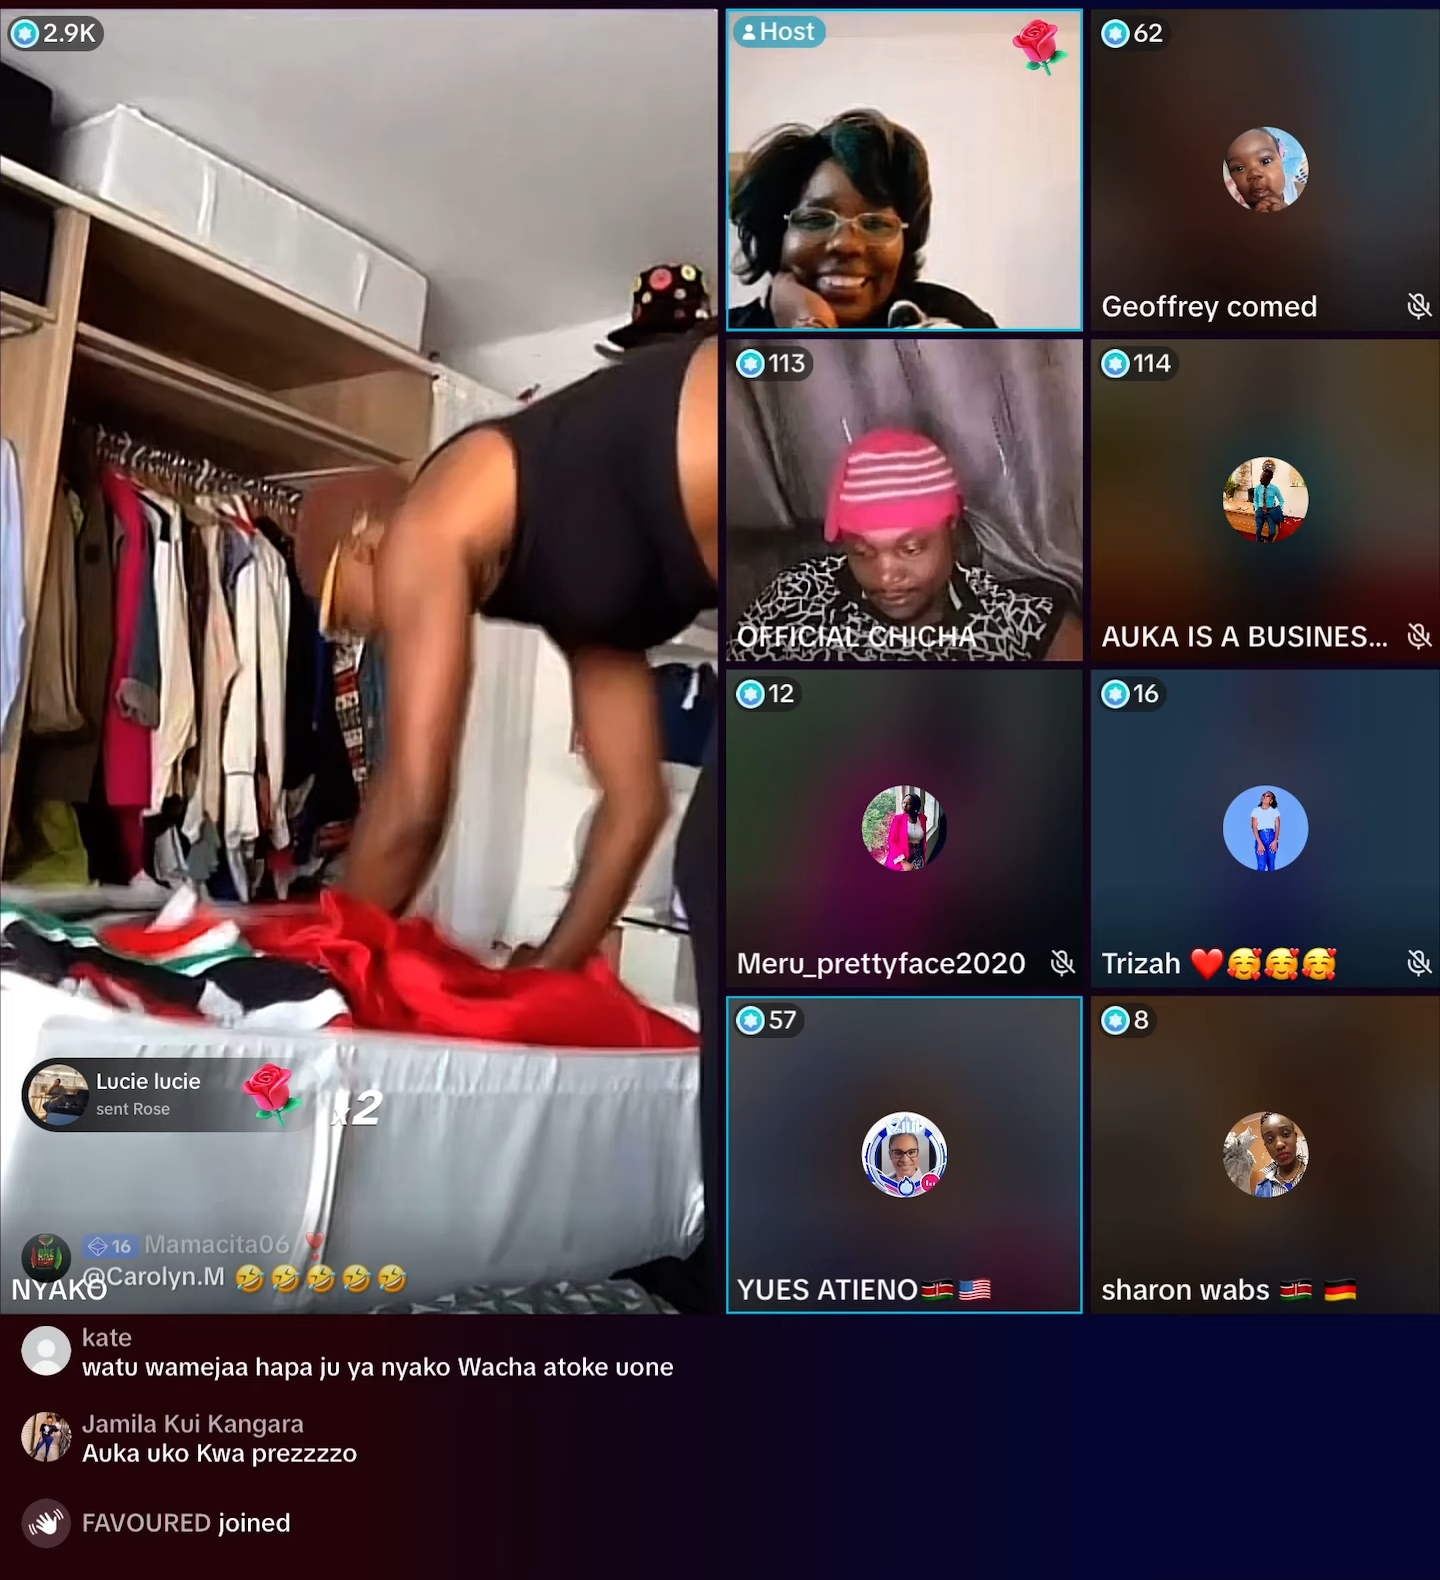 2.9K
Host
62
Geoffrey comed
113
OFFICIAL CHICHA
114
AUKA IS A BUSINES...
12
Meru_prettyface2020
16
Trizah ❤️🥰🥰🥰
57
YUES ATIENO🇰🇪🇺🇸
8
sharon wabs 🇰🇪 🇩🇪
Lucie lucie
sent Rose
x2
16 Mamacita06 ❣️
@Carolyn.M 🤣🤣🤣🤣🤣
NYAKO
kate
watu wamejaa hapa ju ya nyako Wacha atoke uone
Jamila Kui Kangara
Auka uko Kwa prezzzzo
FAVOURED joined